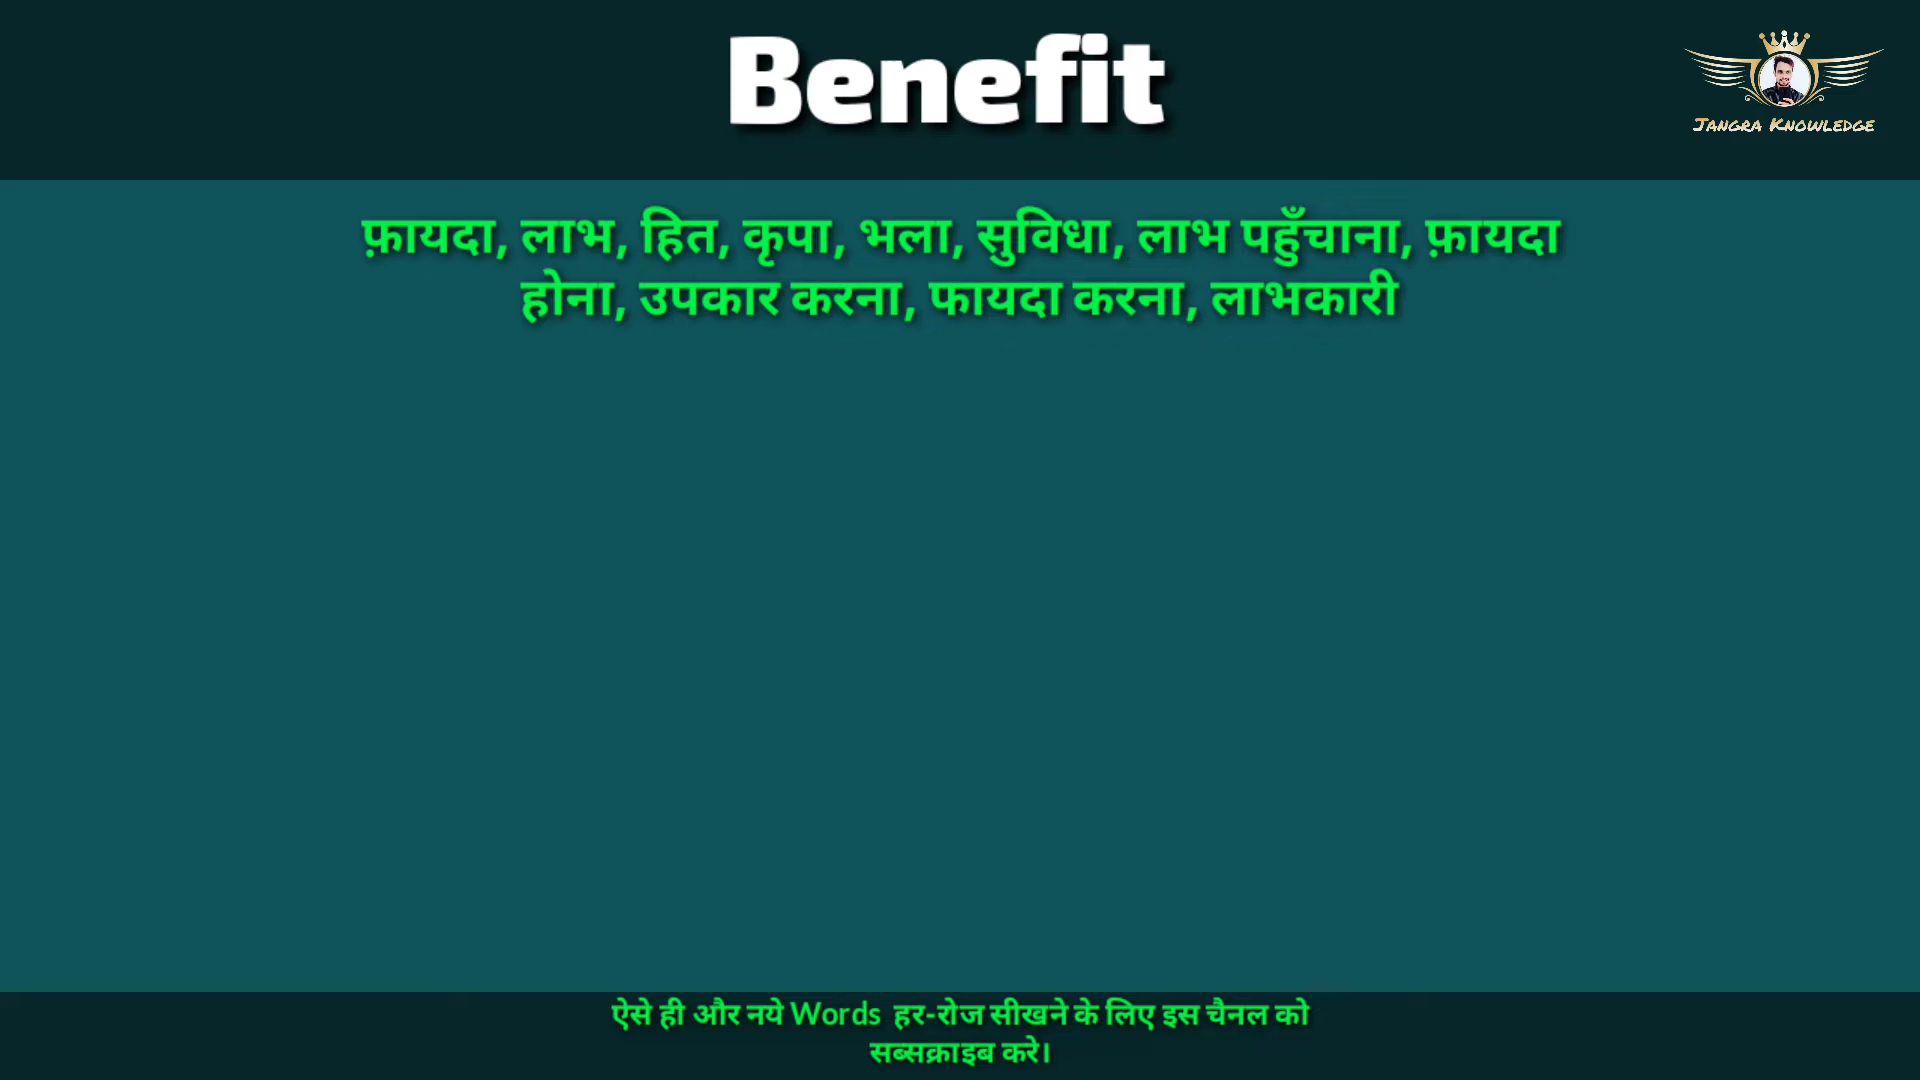 Benefit
JANGRA KNOWLEDGE
फ़ायदा, लाभ, हित, कृपा, भला, सुविधा, लाभ पहुँचाना, फ़ायदा
होना, उपकार करना, फायदा करना, लाभकारी
ऐसे ही और नये Words हर-रोज सीखने के लिए इस चैनल को
सब्सक्राइब करे।